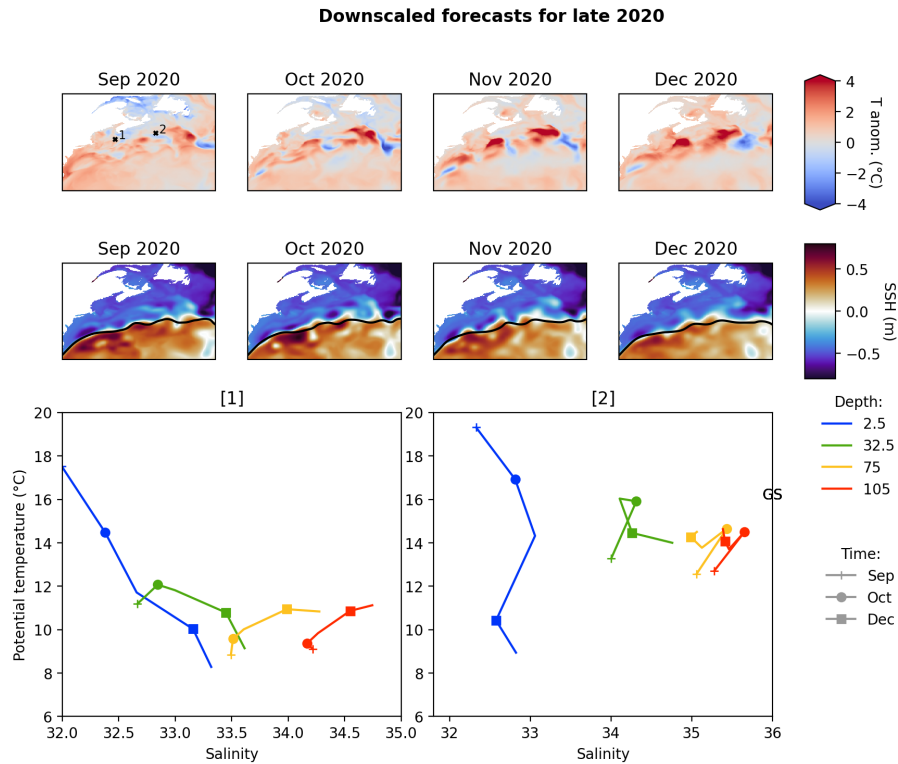 Downscaled forecasts for late 2020
Sep 2020
Oct 2020
Nov 2020
Dec 2020
1
2
4
2
0
−2
−4
T anom. (°C)
Sep 2020
Oct 2020
Nov 2020
Dec 2020
0.5
0.0
−0.5
SSH (m)
[1]
20
18
16
14
12
10
8
6
Potential temperature (°C)
32.0
32.5
33.0
33.5
34.0
34.5
35.0
Salinity
[2]
20
18
16
14
12
10
8
6
GS
32
33
34
35
36
Salinity
Depth:
2.5
32.5
75
105
Time:
Sep
Oct
Dec